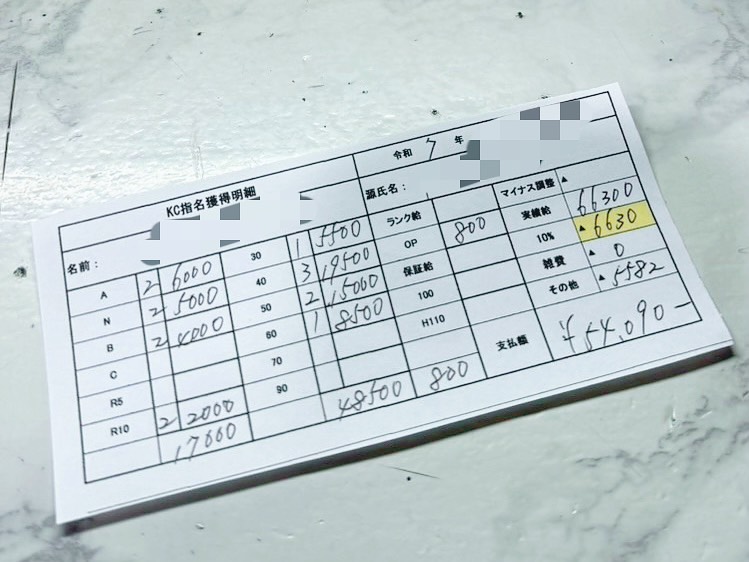 KC指名獲得明細
令和 7 年
名前：
源氏名：
A 2 6000 30 1 5500 ランク給 マイナス調整 ▲
N 2 5000 40 3 19500 OP 800 実績給 66300
B 2 4000 50 2 15000 保証給 10% ▲ 6630
C 60 1 8500 100 雑費 ▲ 0
R5 70 H110 その他 ▲ 5582
R10 2 2000 90
17000 48500 800 支払額 ¥54,090-